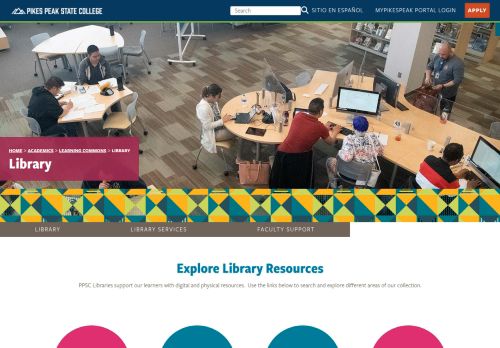 PIKES PEAK STATE COLLEGE
Search
SITIO EN ESPAÑOL
MYPIKESPEAK PORTAL LOGIN
APPLY
HOME > ACADEMICS > LEARNING COMMONS > LIBRARY
Library
LIBRARY
LIBRARY SERVICES
FACULTY SUPPORT
Explore Library Resources
PPSC Libraries support our learners with digital and physical resources. Use the links below to search and explore different areas of our collection.